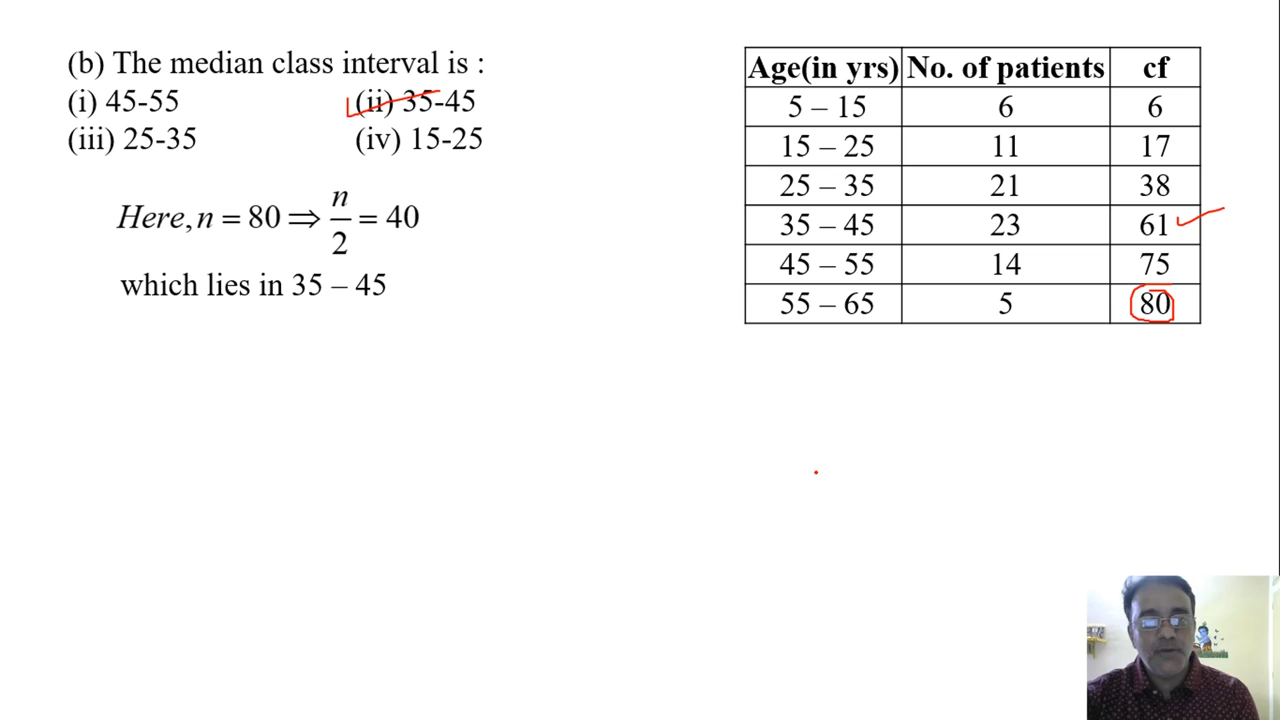 (b) The median class interval is :
(i) 45-55 (ii) 35-45
(iii) 25-35 (iv) 15-25
Here, n = 80 ⇒ n/2 = 40
which lies in 35 – 45
Age(in yrs) No. of patients cf
5 – 15 6 6
15 – 25 11 17
25 – 35 21 38
35 – 45 23 61
45 – 55 14 75
55 – 65 5 80